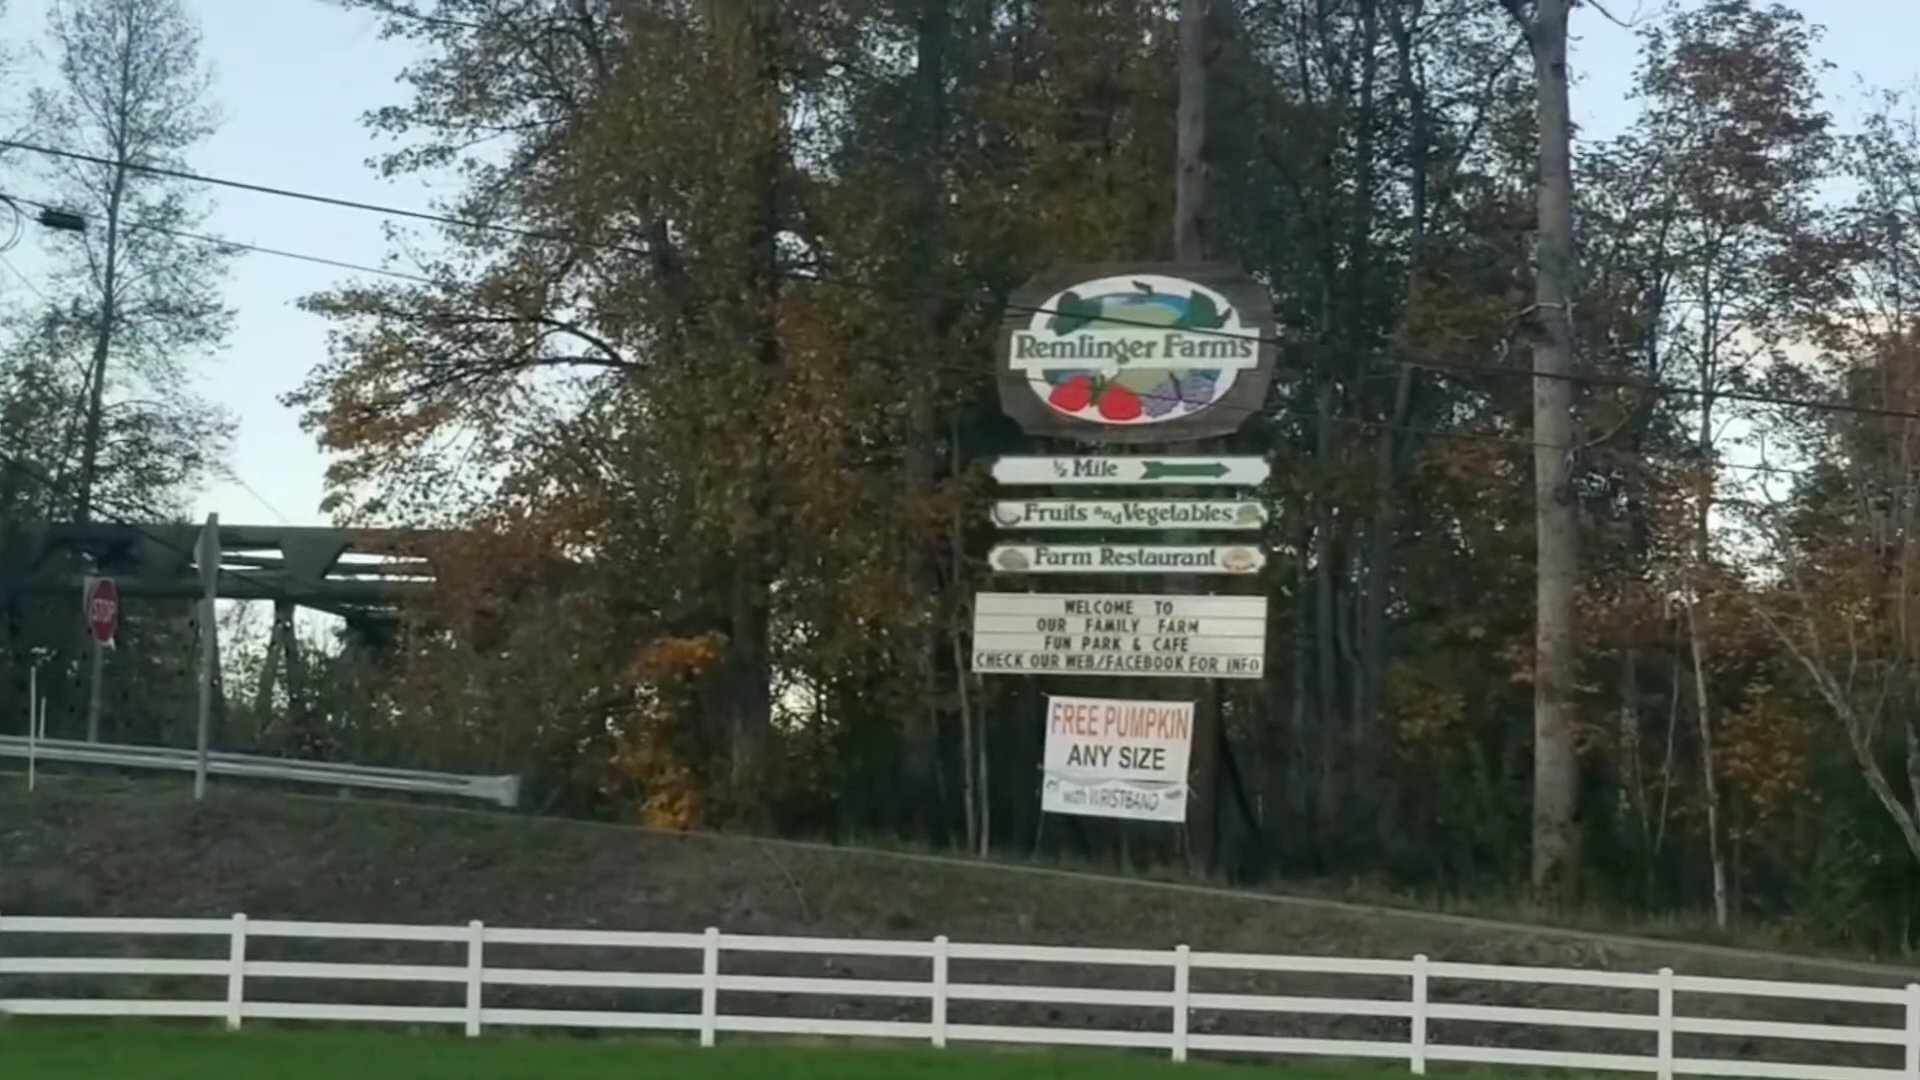 STOP
Remlinger Farms
½ Mile
Fruits and Vegetables
Farm Restaurant
WELCOME TO
OUR FAMILY FARM
FUN PARK & CAFE
CHECK OUR WEB/FACEBOOK FOR INFO
FREE PUMPKIN
ANY SIZE
with WRISTBAND